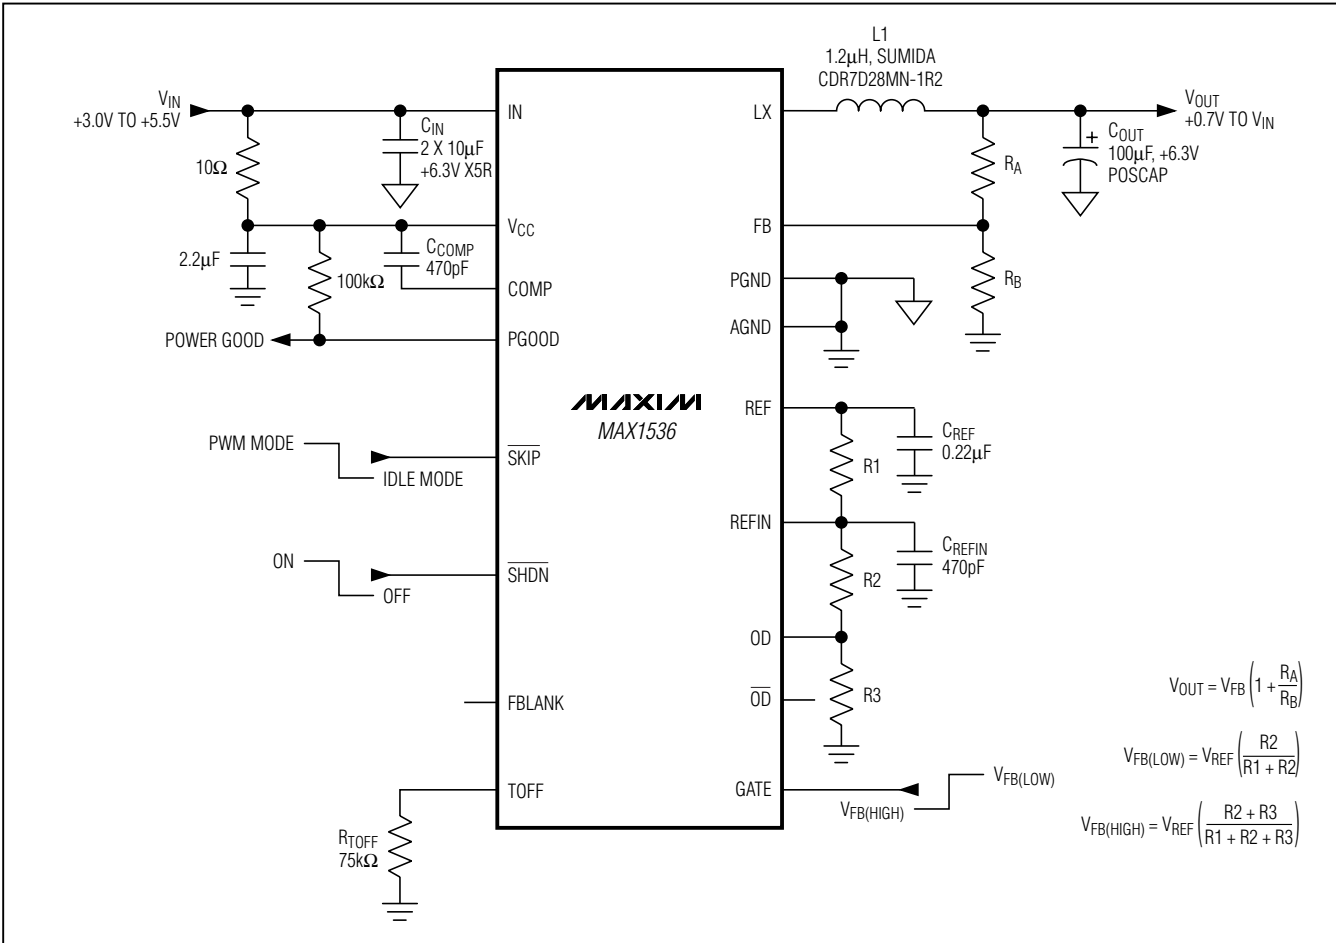 L1
1.2μH, SUMIDA
CDR7D28MN-1R2
VIN
+3.0V TO +5.5V
IN
LX
VOUT
+0.7V TO VIN
CIN
2 X 10μF
+6.3V X5R
COUT
100μF, +6.3V
POSCAP
+
10Ω
RA
VCC
FB
2.2μF
100kΩ
CCOMP
470pF
COMP
PGND
RB
POWER GOOD
PGOOD
AGND
MAXIM
MAX1536
REF
CREF
0.22μF
R1
PWM MODE
IDLE MODE
SKIP
REFIN
CREFIN
470pF
ON
OFF
SHDN
R2
OD
OD
R3
FBLANK
TOFF
GATE
VFB(HIGH)
VFB(LOW)
RTOFF
75kΩ
VOUT = VFB (1 + RA/RB)
VFB(LOW) = VREF (R2/R1 + R2)
VFB(HIGH) = VREF (R2 + R3/R1 + R2 + R3)